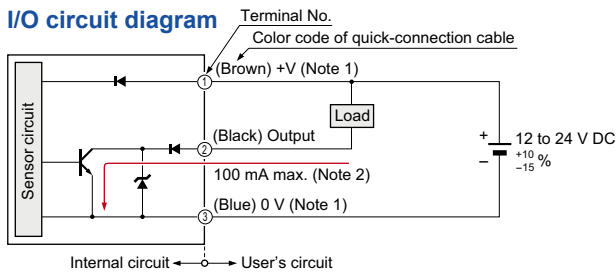 I/O circuit diagram
Terminal No.
Color code of quick-connection cable
1
(Brown) +V (Note 1)
Sensor circuit
Load
2
(Black) Output
+
−
12 to 24 V DC
+10
−15 %
100 mA max. (Note 2)
3
(Blue) 0 V (Note 1)
Internal circuit
User's circuit